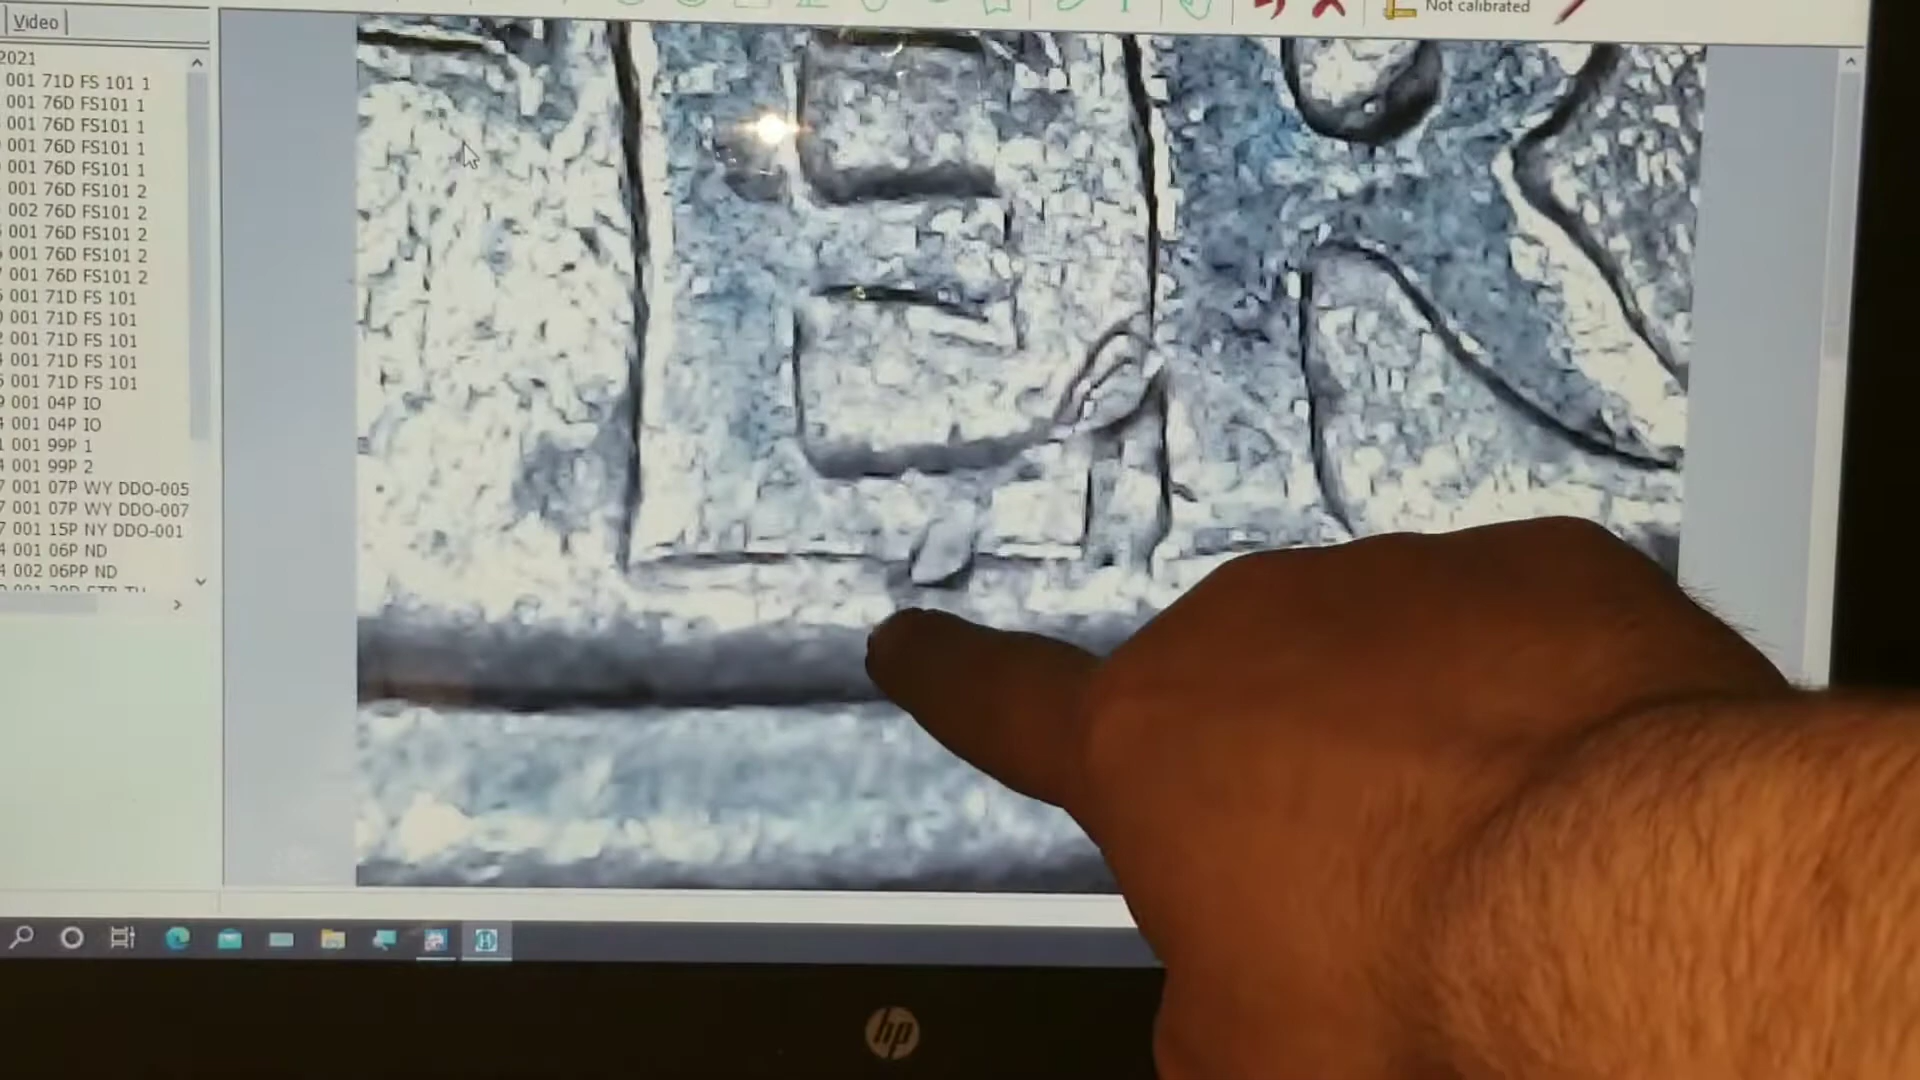 Video
Not calibrated
2021
001 71D FS 101 1
001 76D FS101 1
001 76D FS101 1
001 76D FS101 1
001 76D FS101 1
001 76D FS101 2
002 76D FS101 2
001 76D FS101 2
001 76D FS101 2
001 76D FS101 2
001 71D FS 101
001 71D FS 101
001 71D FS 101
001 71D FS 101
001 71D FS 101
001 04P IO
001 04P IO
001 99P 1
001 99P 2
7 001 07P WY DDO-005
7 001 07P WY DDO-007
7 001 15P NY DDO-001
4 001 06P ND
4 002 06PP ND
hp